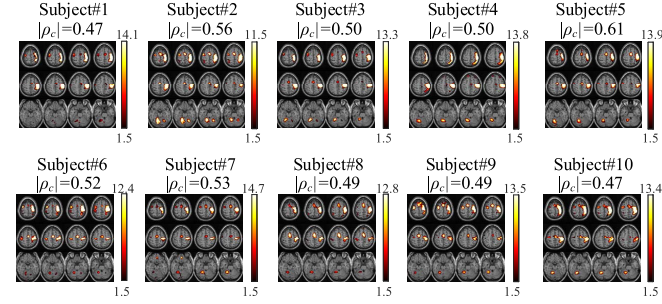 Subject#1 Subject#2 Subject#3 Subject#4 Subject#5
|ρc|=0.47 |ρc|=0.56 |ρc|=0.50 |ρc|=0.50 |ρc|=0.61
14.1 11.5 13.3 13.8 13.9
1.5 1.5 1.5 1.5 1.5
Subject#6 Subject#7 Subject#8 Subject#9 Subject#10
|ρc|=0.52 |ρc|=0.53 |ρc|=0.49 |ρc|=0.49 |ρc|=0.47
12.4 14.7 12.8 13.5 13.4
1.5 1.5 1.5 1.5 1.5